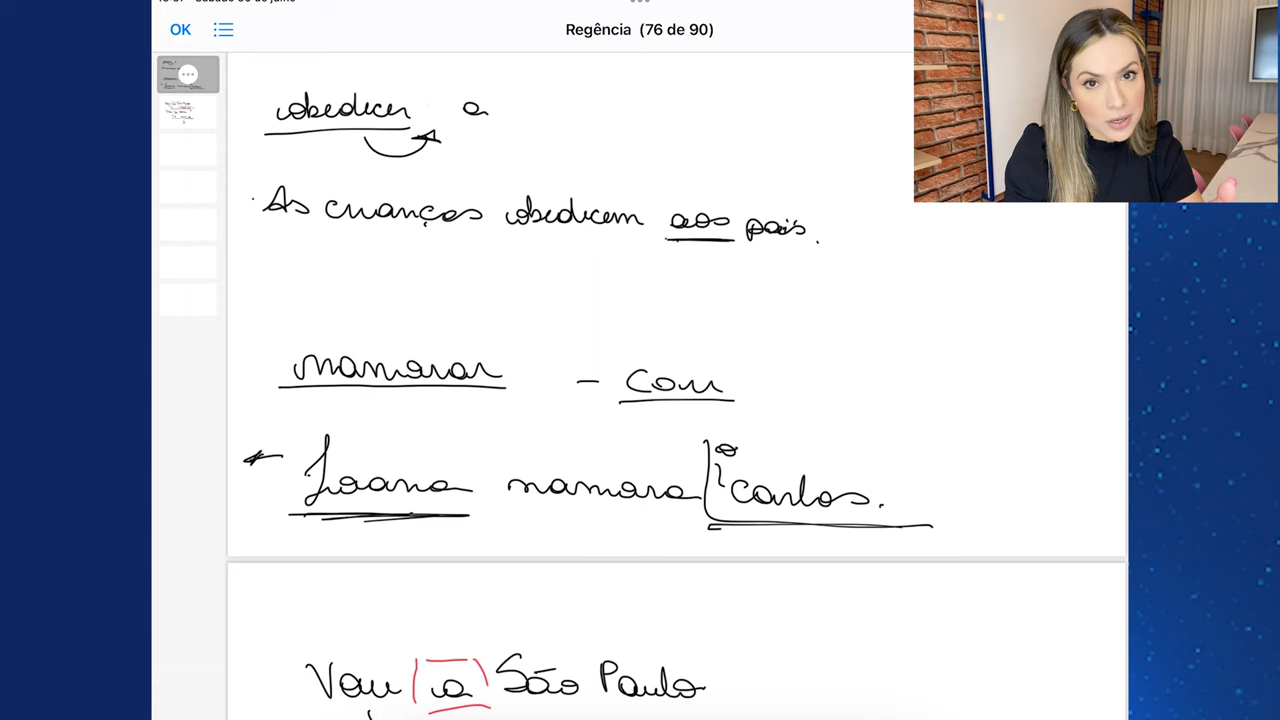 OK
Regência (76 de 90)
obedecer a
As crianças obedecem aos pais.
namorar - com
Joana namora o Carlos.
Vou a São Paulo